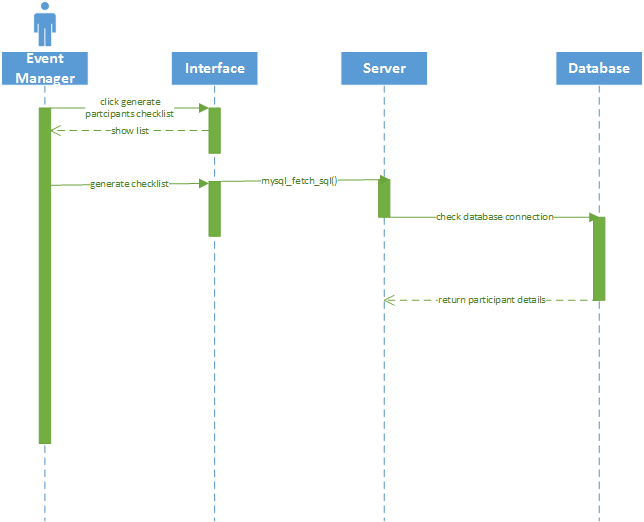 Event
Manager
Interface
Server
Database
click generate
partcipants checklist
show list
generate checklist
mysql_fetch_sql()
check database connection
return participant details